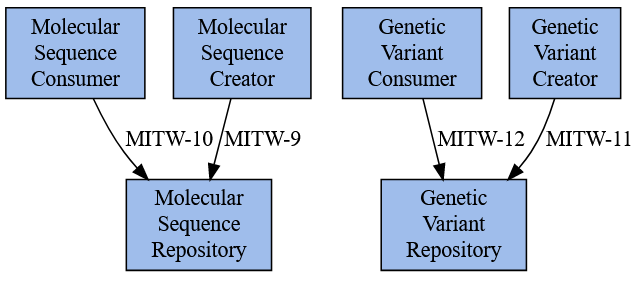 Molecular
Sequence
Consumer
Molecular
Sequence
Creator
Genetic
Variant
Consumer
Genetic
Variant
Creator
MITW-10
MITW-9
MITW-12
MITW-11
Molecular
Sequence
Repository
Genetic
Variant
Repository